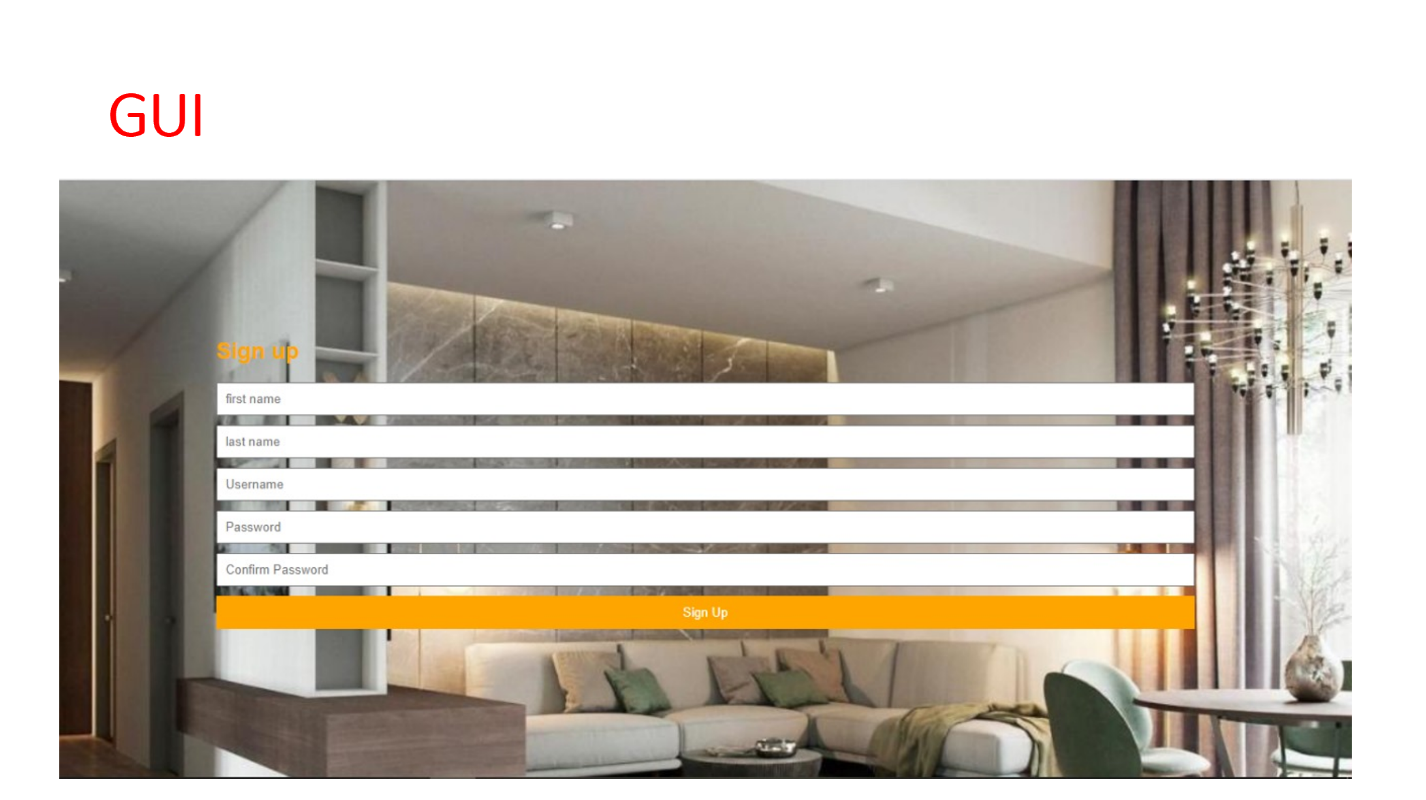 GUI
Sign up
first name
last name
Username
Password
Confirm Password
Sign Up